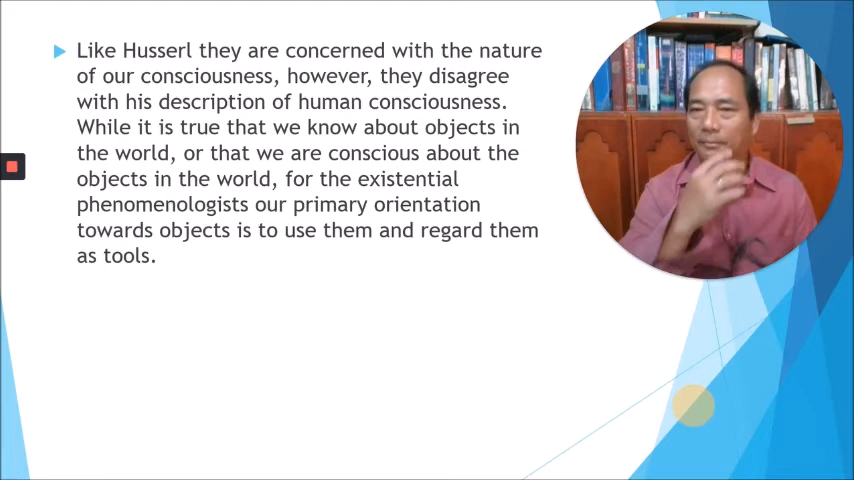 Like Husserl they are concerned with the nature
of our consciousness, however, they disagree
with his description of human consciousness.
While it is true that we know about objects in
the world, or that we are conscious about the
objects in the world, for the existential
phenomenologists our primary orientation
towards objects is to use them and regard them
as tools.